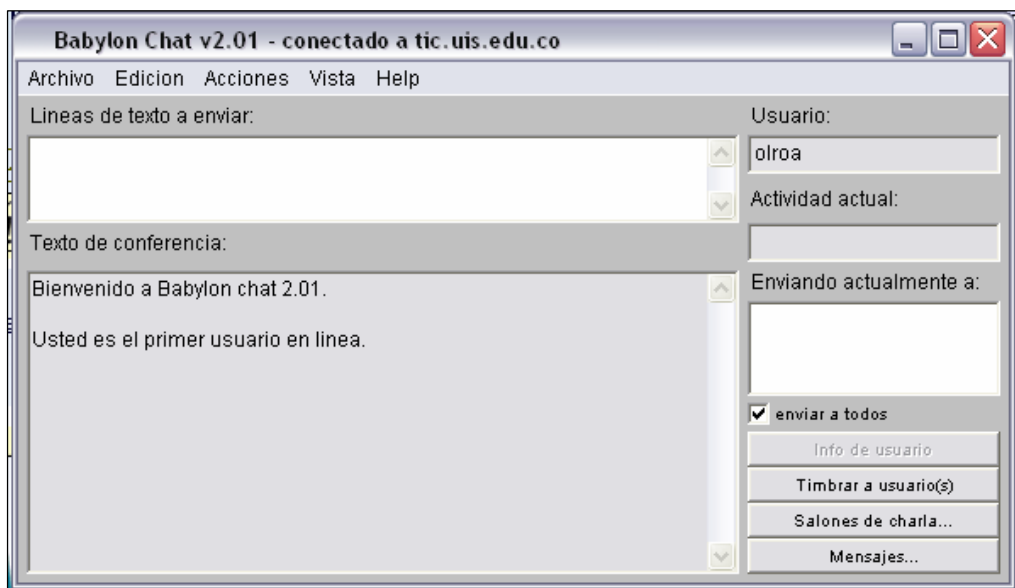 Babylon Chat v2.01 - conectado a tic.uis.edu.co
Archivo Edicion Acciones Vista Help
Lineas de texto a enviar:
Usuario:
olroa
Actividad actual:
Texto de conferencia:
Bienvenido a Babylon chat 2.01.
Usted es el primer usuario en linea.
Enviando actualmente a:
enviar a todos
Info de usuario
Timbrar a usuario(s)
Salones de charla...
Mensajes...